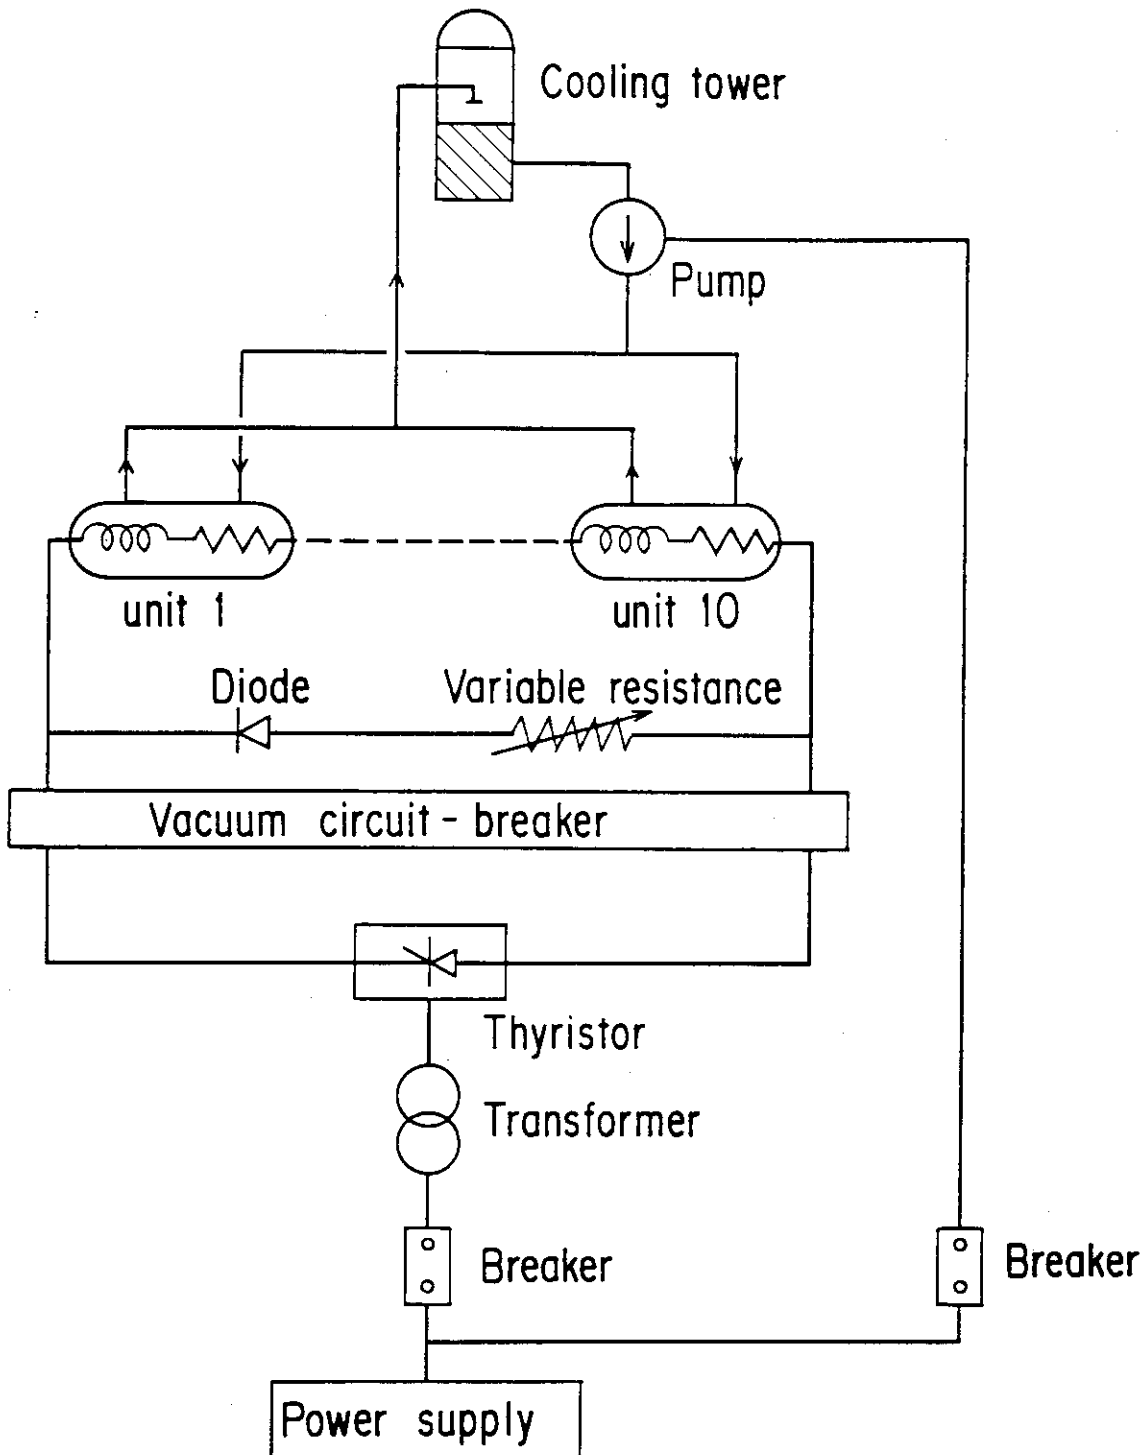 Cooling tower
Pump
unit 1
unit 10
Diode
Variable resistance
Vacuum circuit - breaker
Thyristor
Transformer
Breaker
Breaker
Power supply